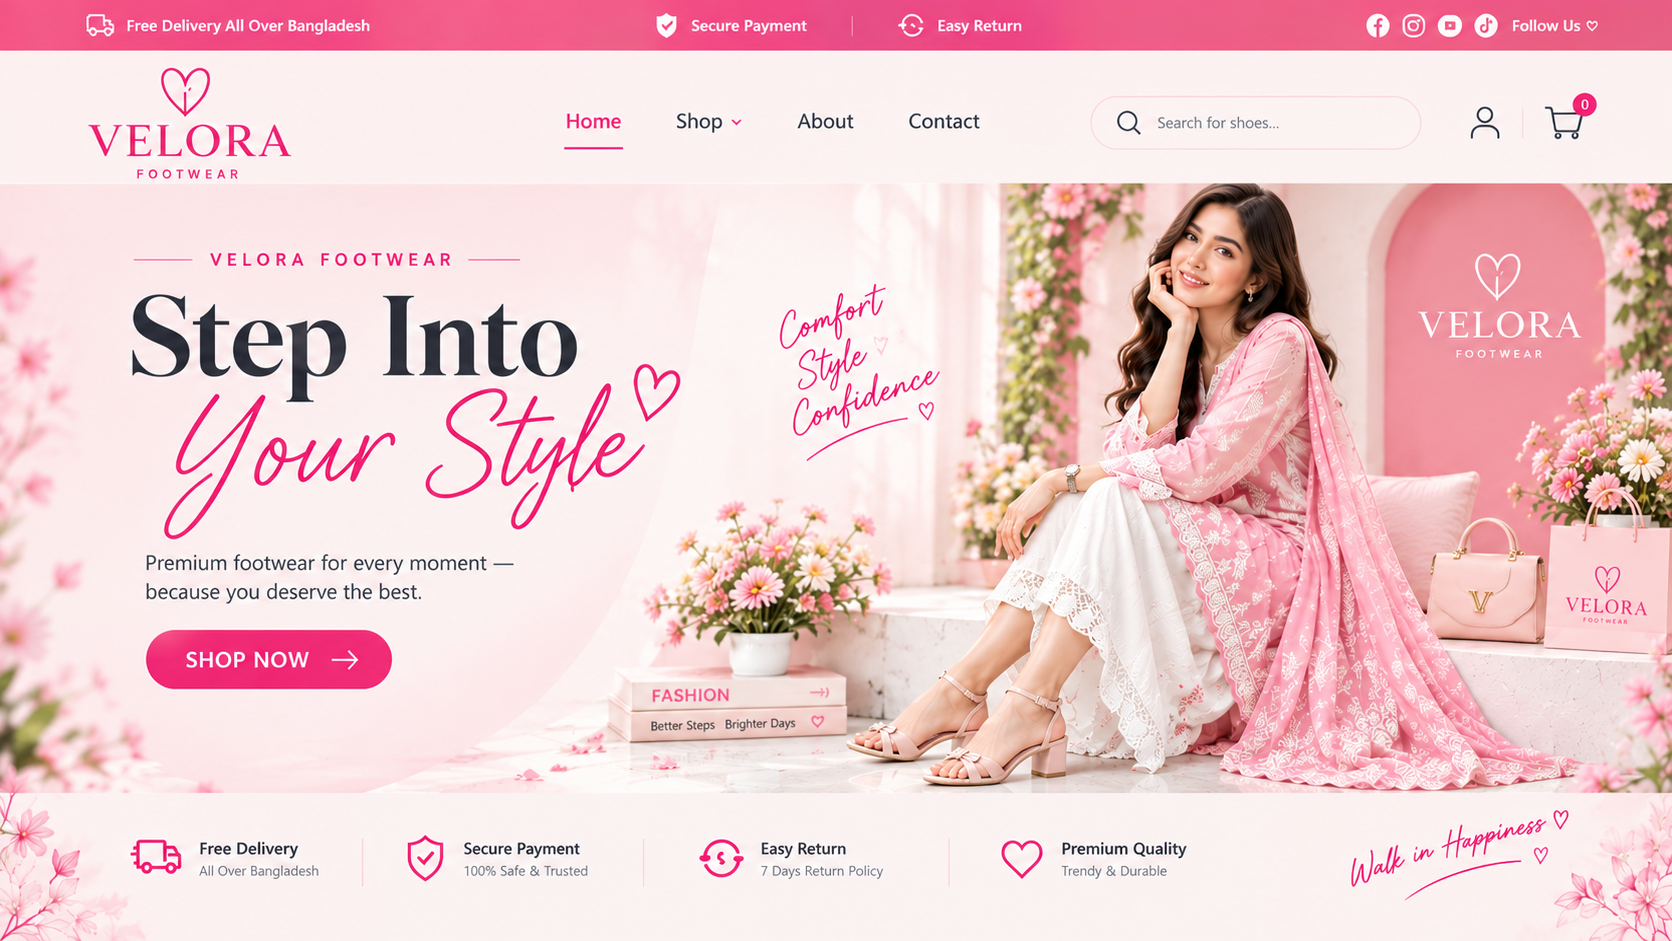 Free Delivery All Over Bangladesh
Secure Payment
Easy Return
Follow Us
VELORA
FOOTWEAR
Home
Shop
About
Contact
Search for shoes...
0
VELORA FOOTWEAR
Step Into
Your Style
Premium footwear for every moment —
because you deserve the best.
SHOP NOW
Comfort
Style
Confidence
VELORA
FOOTWEAR
V
VELORA
FOOTWEAR
FASHION
Better Steps Brighter Days
Free Delivery
All Over Bangladesh
Secure Payment
100% Safe & Trusted
Easy Return
7 Days Return Policy
Premium Quality
Trendy & Durable
Walk in Happiness